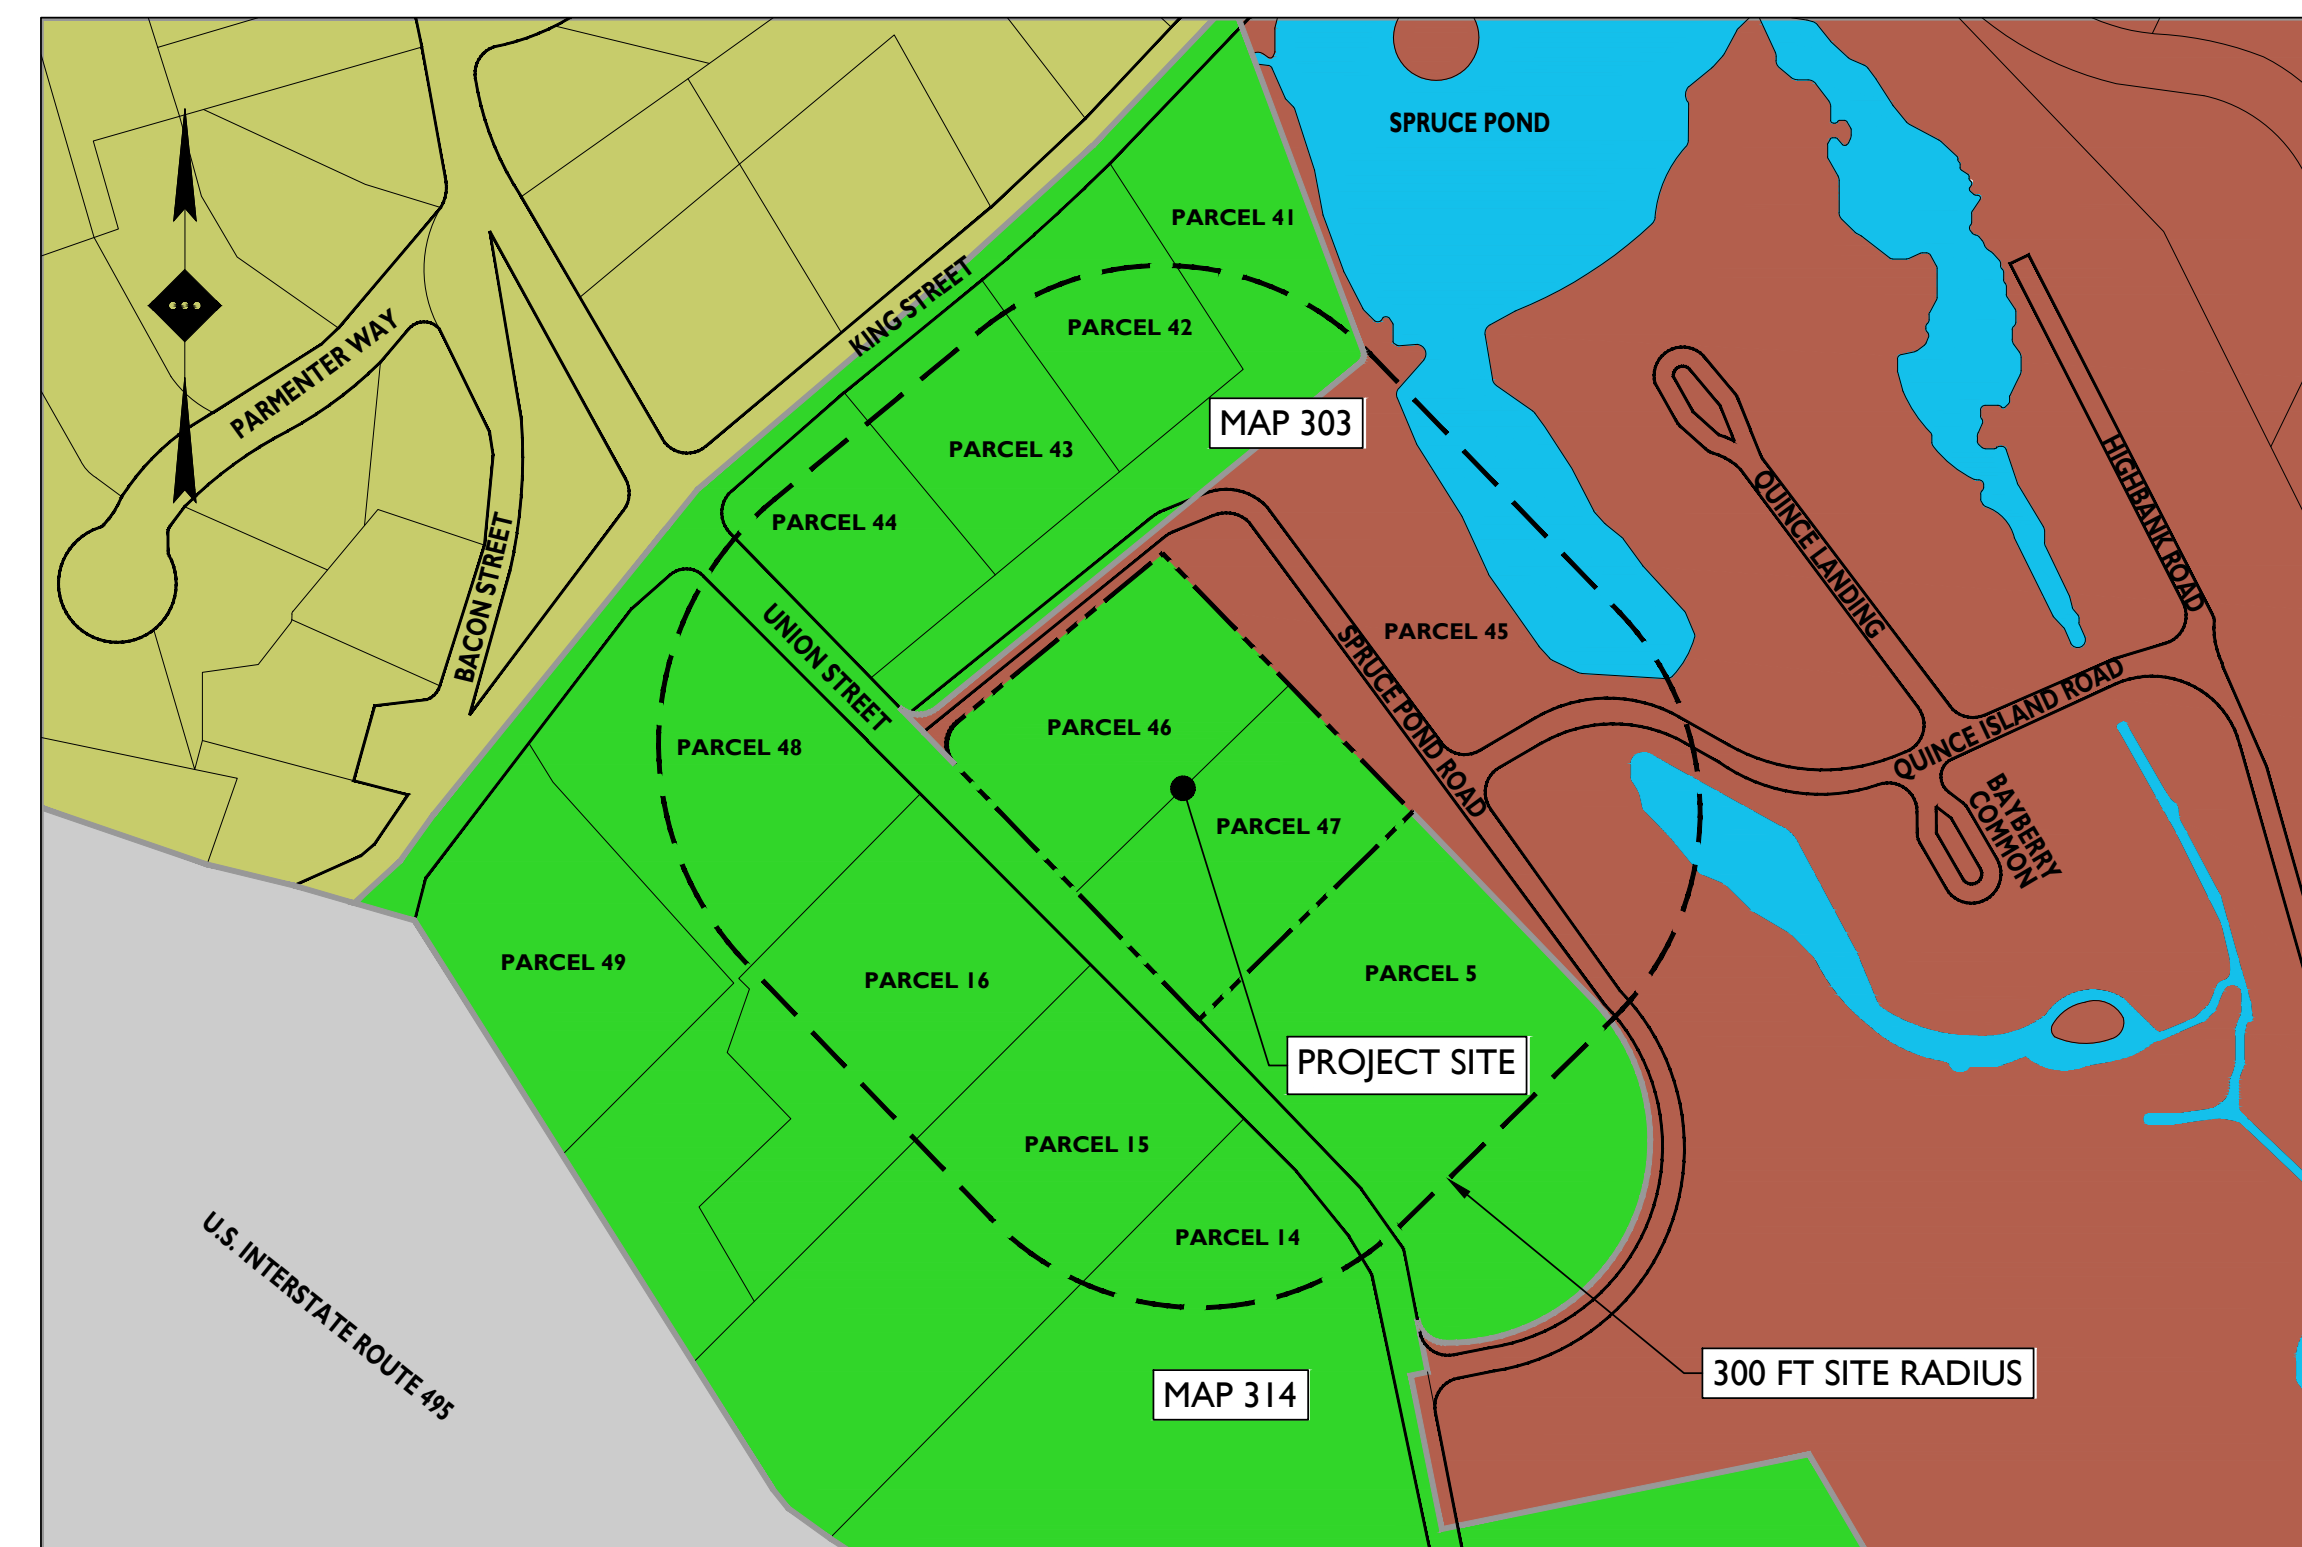 SPRUCE POND
PARCEL 41
KING STREET
PARCEL 42
PARMENTER WAY
MAP 303
PARCEL 43
HIGHBANK ROAD
QUINCE LANDING
PARCEL 44
BACON STREET
UNION STREET
SPRUCE POND ROAD
PARCEL 45
QUINCE ISLAND ROAD
PARCEL 46
PARCEL 48
BAYBERRY
COMMON
PARCEL 47
PARCEL 49
PARCEL 16
PARCEL 5
PROJECT SITE
PARCEL 15
PARCEL 14
U.S. INTERSTATE ROUTE 495
300 FT SITE RADIUS
MAP 314